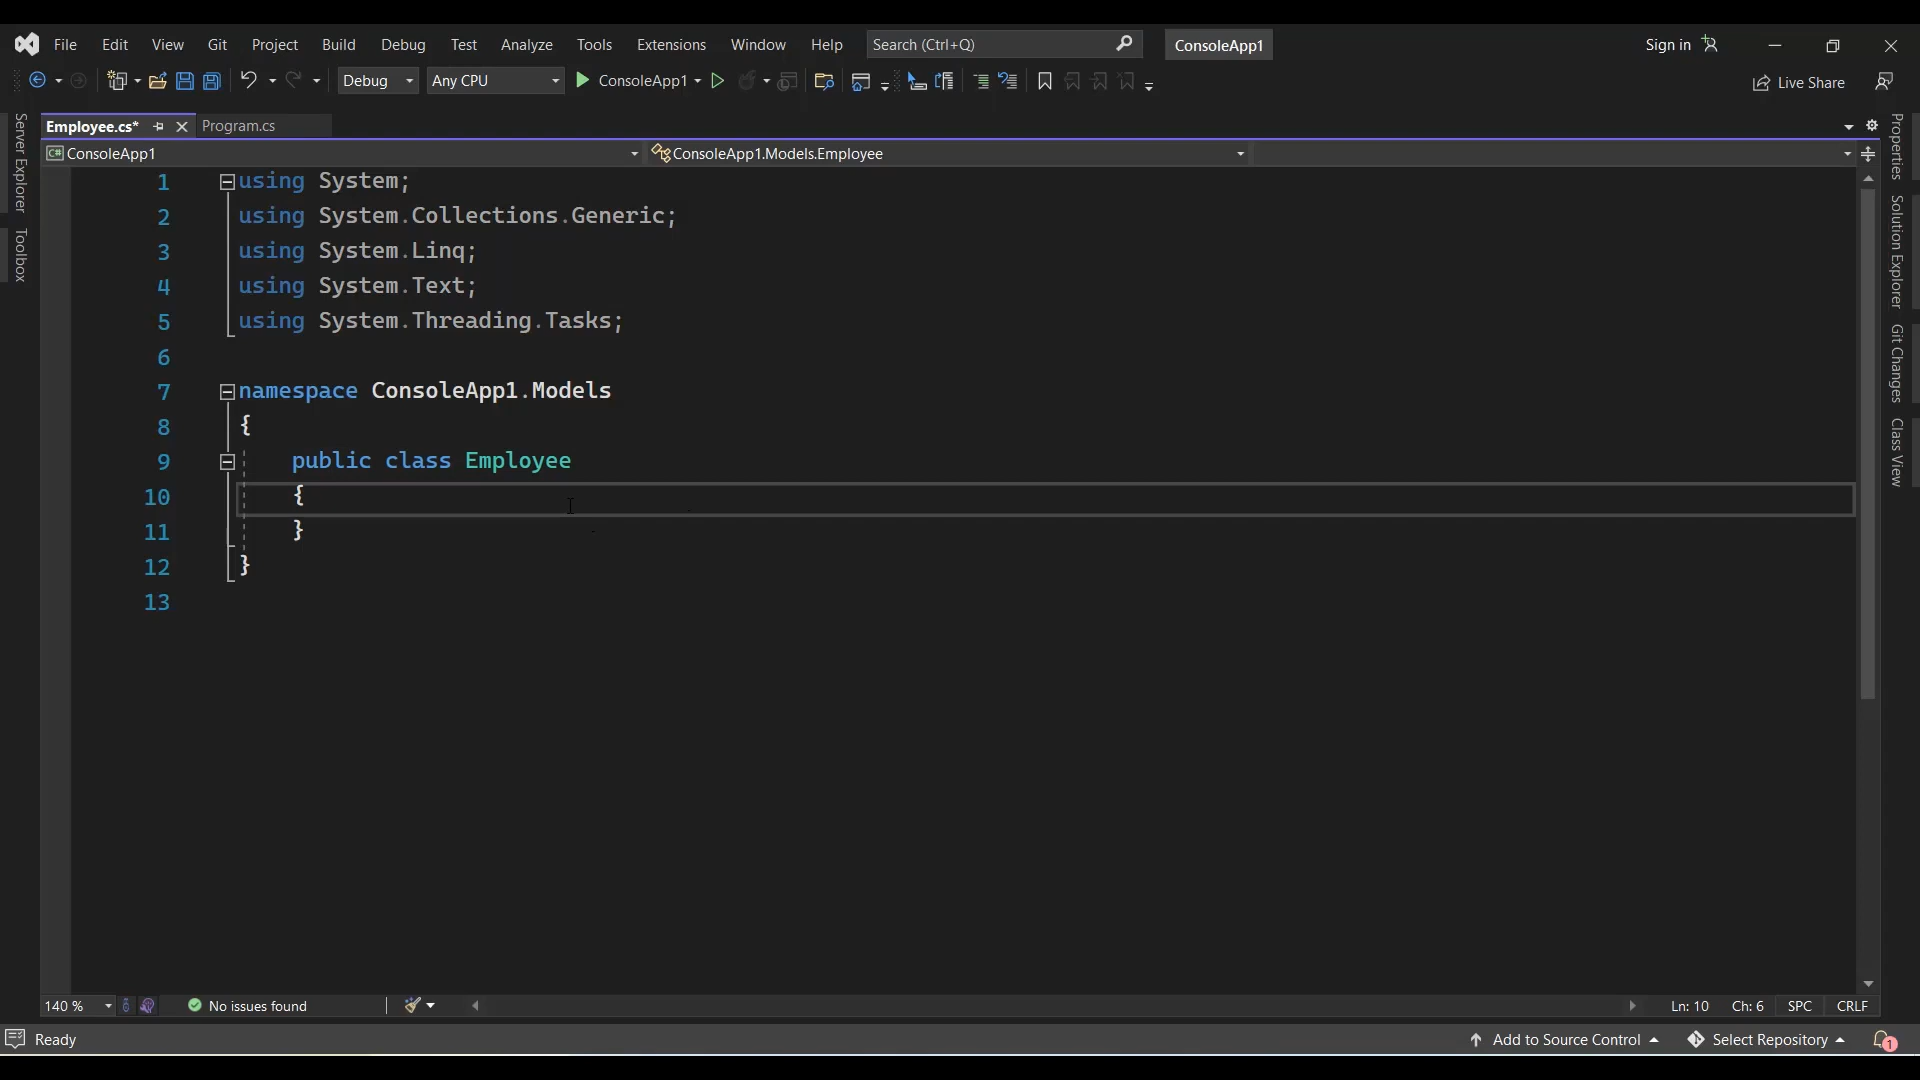 File Edit View Git Project Build Debug Test Analyze Tools Extensions Window Help Search (Ctrl+Q) ConsoleApp1 Sign in
Debug Any CPU ConsoleApp1 Live Share
Employee.cs* Program.cs
ConsoleApp1 ConsoleApp1.Models.Employee
Server Explorer
Toolbox
1 using System;
2 using System.Collections.Generic;
3 using System.Linq;
4 using System.Text;
5 using System.Threading.Tasks;
6
7 namespace ConsoleApp1.Models
8 {
9 public class Employee
10 {
11 }
12 }
13
Properties
Solution Explorer
Git Changes
Class View
140 % No issues found Ln: 10 Ch: 6 SPC CRLF
Ready Add to Source Control Select Repository 1